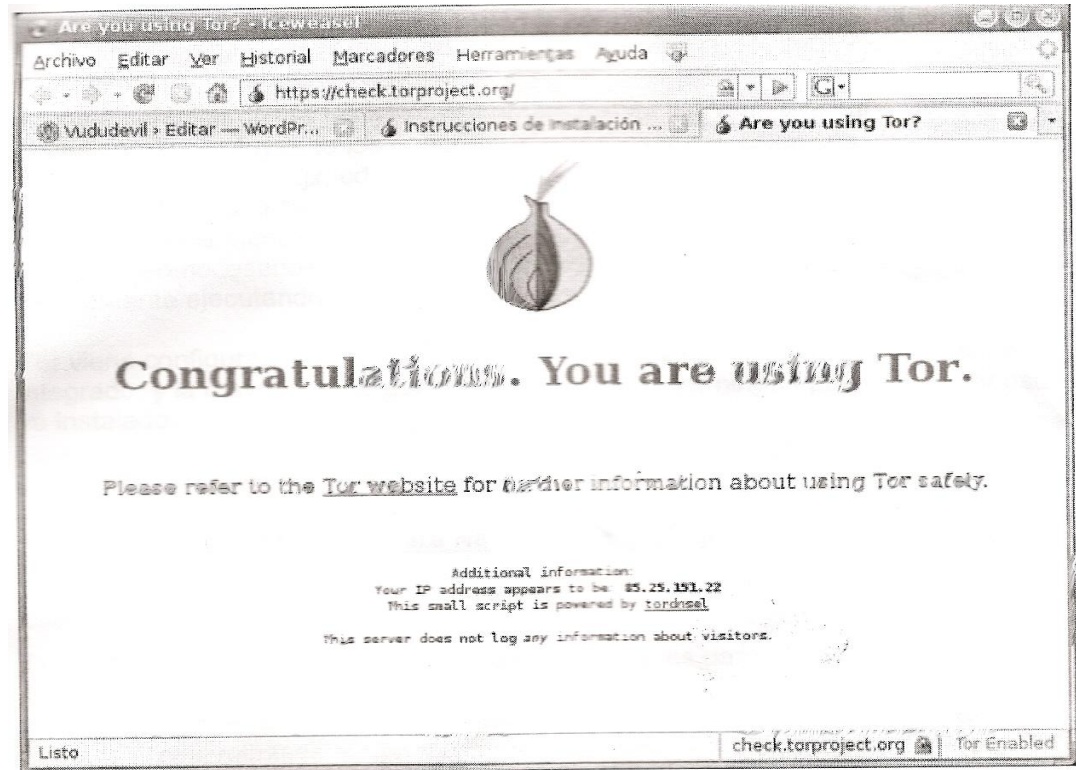 Are you using Tor? - Iceweasel
Archivo Editar Ver Historial Marcadores Herramientas Ayuda
https://check.torproject.org/
G
Vududevil › Editar — WordPr... Instrucciones de instalación ... Are you using Tor?
Congratulations. You are using Tor.
Please refer to the Tor website for further information about using Tor safely.
Additional information:
Your IP address appears to be: 85.25.151.22
This small script is powered by tordnsel
This server does not log any information about visitors.
Listo check.torproject.org Tor Enabled